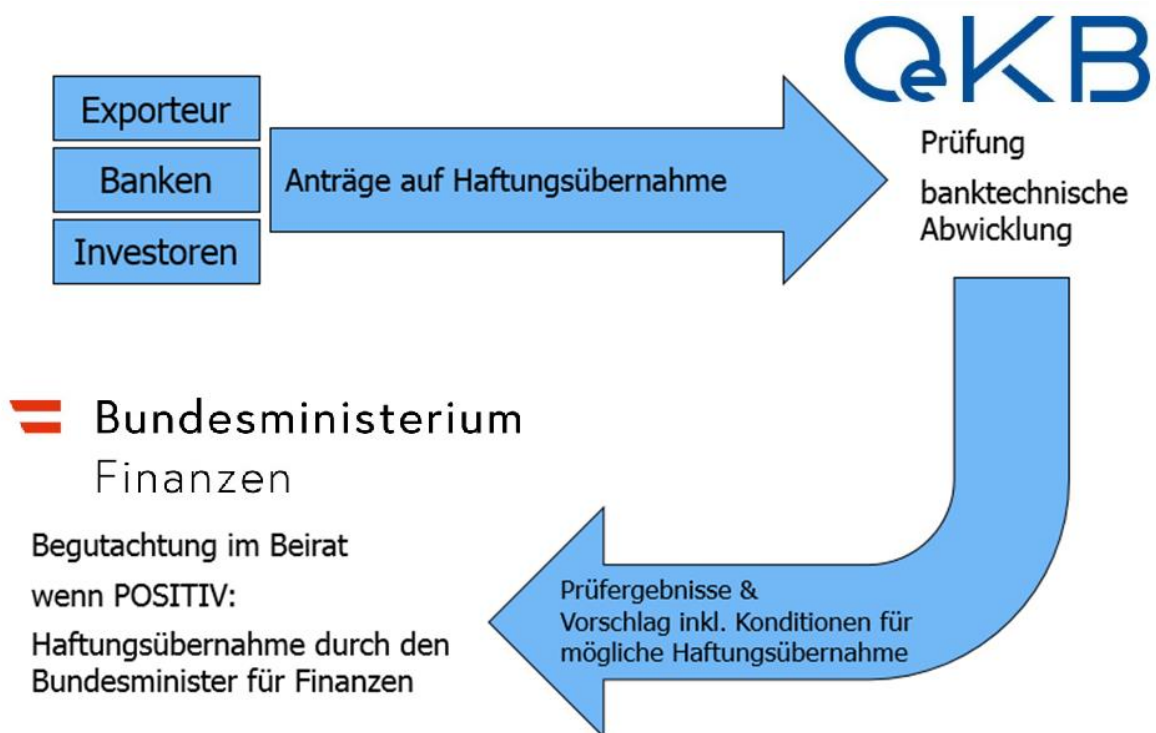 OeKB
Exporteur
Banken
Investoren
Anträge auf Haftungsübernahme
Prüfung
banktechnische
Abwicklung
Bundesministerium
Finanzen
Begutachtung im Beirat
wenn POSITIV:
Haftungsübernahme durch den
Bundesminister für Finanzen
Prüfergebnisse &
Vorschlag inkl. Konditionen für
mögliche Haftungsübernahme